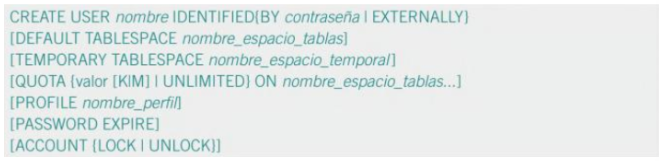 CREATE USER nombre IDENTIFIED{BY contraseña | EXTERNALLY}
[DEFAULT TABLESPACE nombre_espacio_tablas]
[TEMPORARY TABLESPACE nombre_espacio_temporal]
[QUOTA {valor [KIM] | UNLIMITED} ON nombre_espacio_tablas...]
[PROFILE nombre_perfil]
[PASSWORD EXPIRE]
[ACCOUNT {LOCK | UNLOCK}]